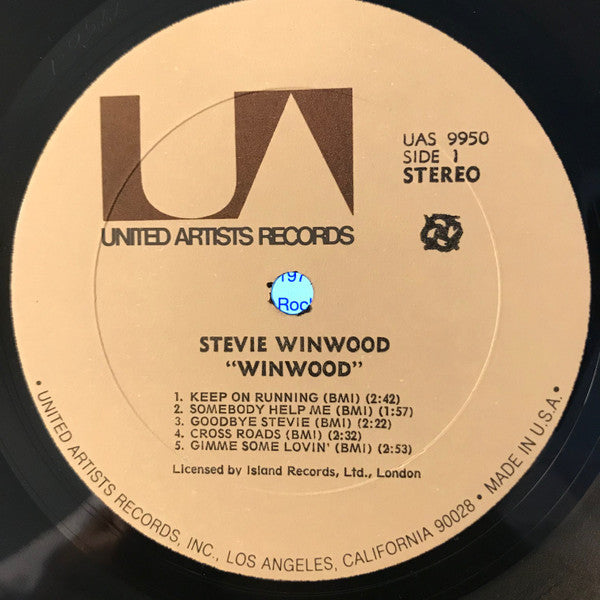 UA
UNITED ARTISTS RECORDS
UAS 9950
SIDE 1
STEREO
197
Roc
STEVIE WINWOOD
"WINWOOD"
1. KEEP ON RUNNING (BMI) (2:42)
2. SOMEBODY HELP ME (BMI) (1:57)
3. GOODBYE STEVIE (BMI) (2:22)
4. CROSS ROADS (BMI) (2:32)
5. GIMME SOME LOVIN' (BMI) (2:53)
Licensed by Island Records, Ltd., London
• UNITED ARTISTS RECORDS, INC., LOS ANGELES, CALIFORNIA 90028 • MADE IN U.S.A. •